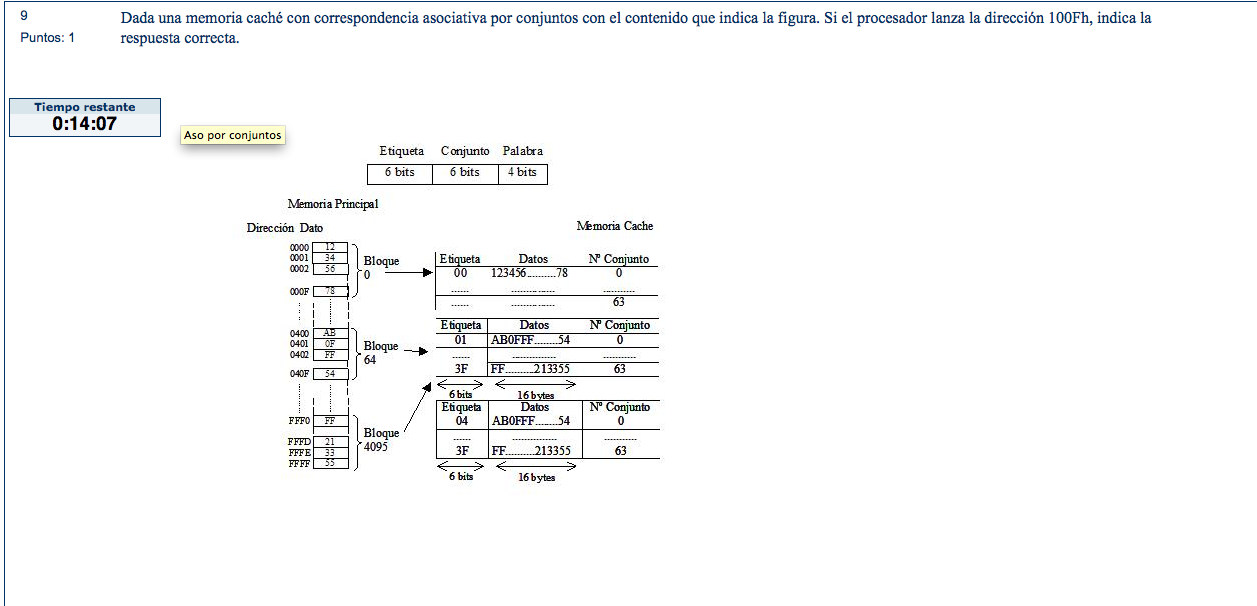 9
Puntos: 1
Dada una memoria caché con correspondencia asociativa por conjuntos con el contenido que indica la figura. Si el procesador lanza la dirección 100Fh, indica la
respuesta correcta.
Tiempo restante
0:14:07
Aso por conjuntos
Etiqueta Conjunto Palabra
6 bits 6 bits 4 bits
Memoria Principal
Dirección Dato
Memoria Cache
0000 12
0001 34
0002 56
000F 78
Bloque
0
Etiqueta Datos Nº Conjunto
00 123456..........78 0
...... ............... ...........
...... ............... 63
0400 AB
0401 0F
0402 FF
040F 54
Bloque
64
Etiqueta Datos Nº Conjunto
01 AB0FFF........54 0
...... ............... ...........
3F FF..........213355 63
6 bits 16 bytes
FFF0 FF
FFFD 21
FFFE 33
FFFF 55
Bloque
4095
Etiqueta Datos Nº Conjunto
04 AB0FFF........54 0
...... ............... ...........
3F FF..........213355 63
6 bits 16 bytes